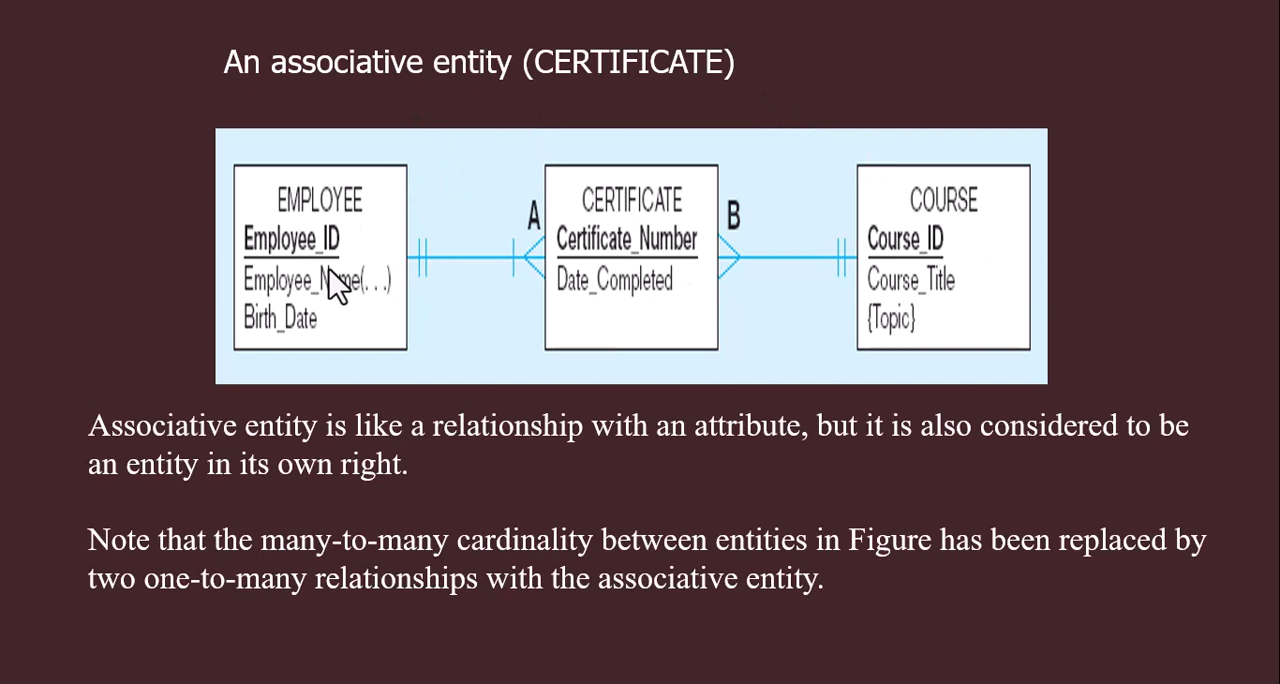 An associative entity (CERTIFICATE)
EMPLOYEE
Employee_ID
Employee_Name(. . .)
Birth_Date
A
CERTIFICATE
Certificate_Number
Date_Completed
B
COURSE
Course_ID
Course_Title
{Topic}
Associative entity is like a relationship with an attribute, but it is also considered to be
an entity in its own right.
Note that the many-to-many cardinality between entities in Figure has been replaced by
two one-to-many relationships with the associative entity.